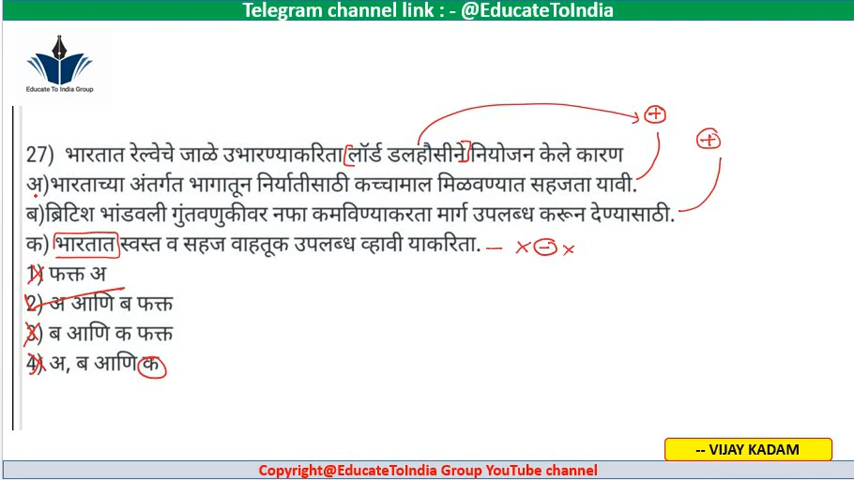 Telegram channel link : - @EducateToIndia
Educate To India Group
27) भारतात रेल्वेचे जाळे उभारण्याकरिता लॉर्ड डलहौसीने नियोजन केले कारण
अ)भारताच्या अंतर्गत भागातून निर्यातीसाठी कच्चामाल मिळवण्यात सहजता यावी.
ब)ब्रिटिश भांडवली गुंतवणुकीवर नफा कमविण्याकरता मार्ग उपलब्ध करून देण्यासाठी.
क) भारतात स्वस्त व सहज वाहतूक उपलब्ध व्हावी याकरिता.
1) फक्त अ
2) अ आणि ब फक्त
3) ब आणि क फक्त
4) अ, ब आणि क
-- VIJAY KADAM
Copyright@EducateToIndia Group YouTube channel